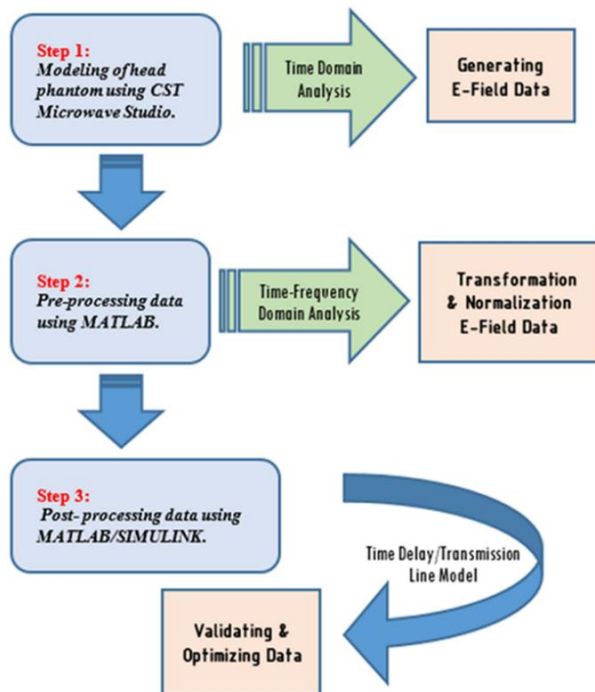 Step 1:
Modeling of head
phantom using CST
Microwave Studio.
Time Domain
Analysis
Generating
E-Field Data
Step 2:
Pre-processing data
using MATLAB.
Time-Frequency
Domain Analysis
Transformation
& Normalization
E-Field Data
Step 3:
Post- processing data using
MATLAB/SIMULINK.
Time Delay/Transmission
Line Model
Validating &
Optimizing Data